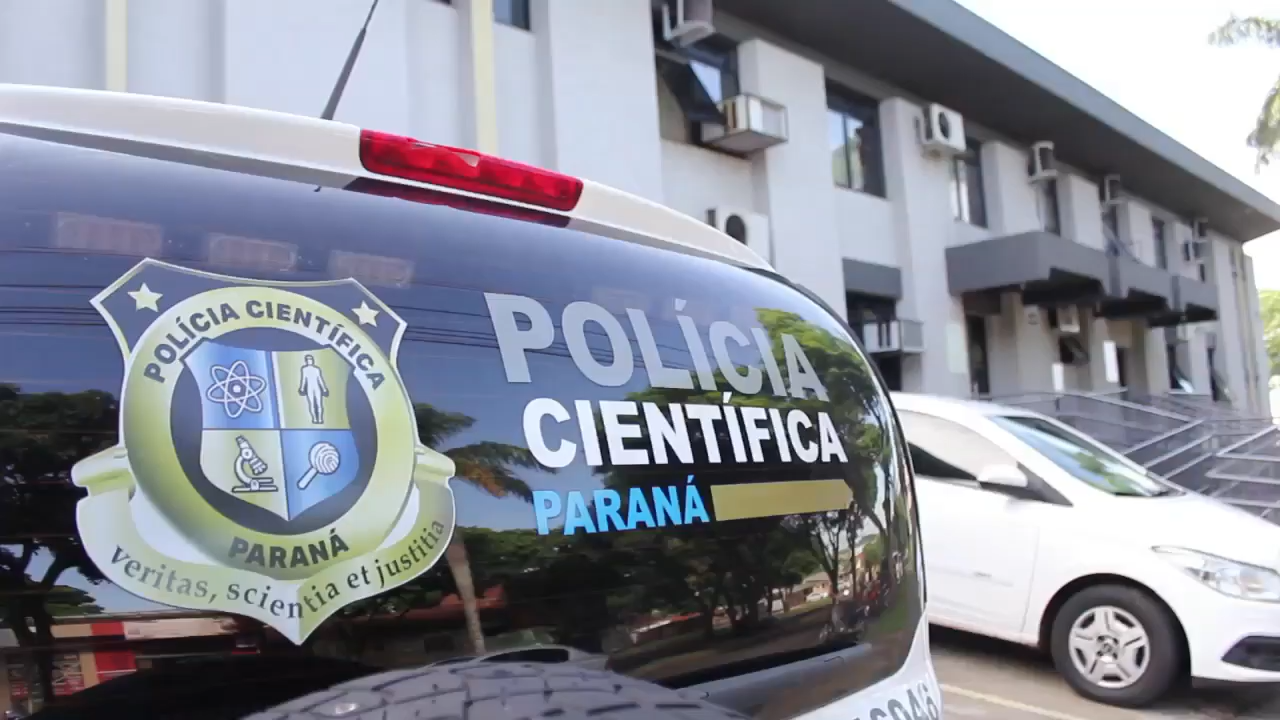 POLÍCIA CIENTÍFICA
PARANÁ
veritas, scientia et justitia
POLÍCIA
CIENTÍFICA
PARANÁ